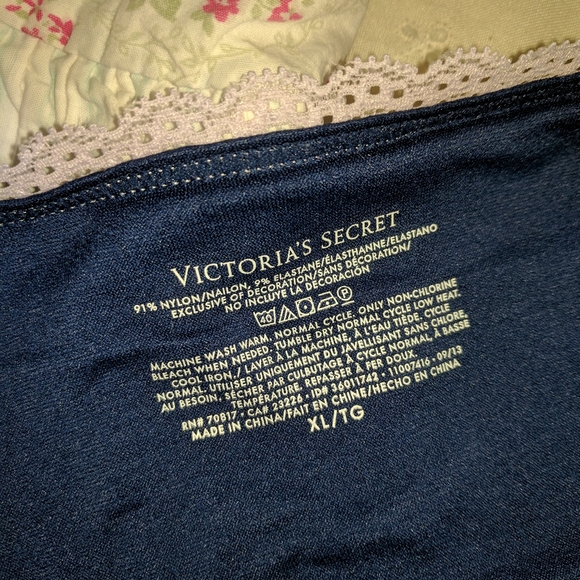 VICTORIA'S SECRET
91% NYLON/NAILON, 9% ELASTANE/ÉLASTHANNE/ELASTANO
EXCLUSIVE OF DECORATION/SANS DÉCORATION/
NO INCLUYE LA DECORACIÓN
MACHINE WASH WARM, NORMAL CYCLE. ONLY NON-CHLORINE
BLEACH WHEN NEEDED. TUMBLE DRY NORMAL CYCLE LOW HEAT.
COOL IRON / LAVER À LA MACHINE, À L'EAU TIÈDE. CYCLE
NORMAL. UTILISER UNIQUEMENT DU JAVELLISANT SANS CHLORE,
AU BESOIN. SÉCHER PAR CULBUTAGE À CYCLE NORMAL, À BASSE
TEMPÉRATURE. REPASSER À FER DOUX.
RN# 70817 • CA# 23226 • ID# 36011742 • 11007416 • 09/13
MADE IN CHINA/FAIT EN CHINE/HECHO EN CHINA
XL/TG